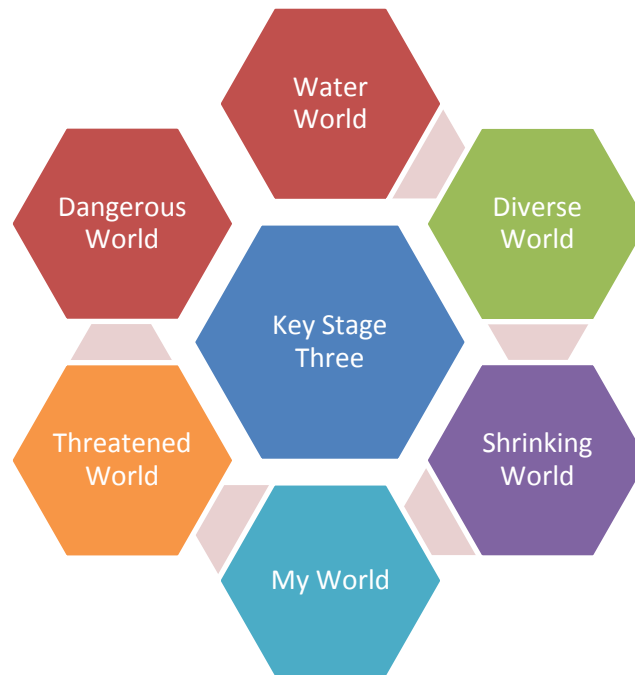 Water
World
Dangerous
World
Diverse
World
Key Stage
Three
Threatened
World
Shrinking
World
My World